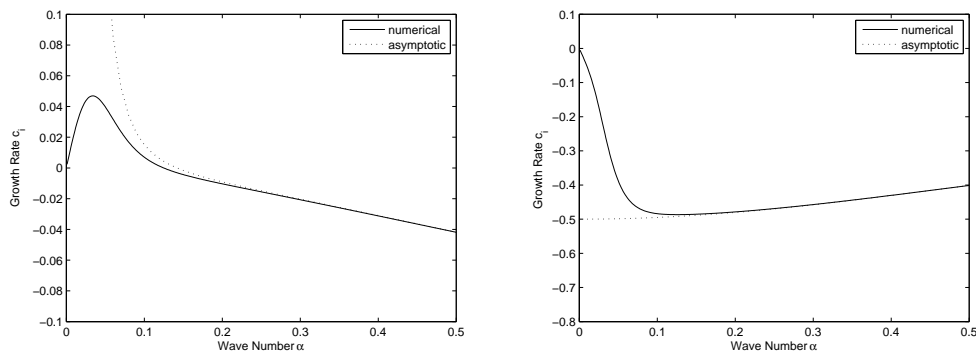 0.1
0.08
0.06
0.04
0.02
0
−0.02
−0.04
−0.06
−0.08
−0.1
Growth Rate c_i
0 0.1 0.2 0.3 0.4 0.5
Wave Number α
numerical
asymptotic
0.1
0
−0.1
−0.2
−0.3
−0.4
−0.5
−0.6
−0.7
−0.8
Growth Rate c_i
0 0.1 0.2 0.3 0.4 0.5
Wave Number α
numerical
asymptotic